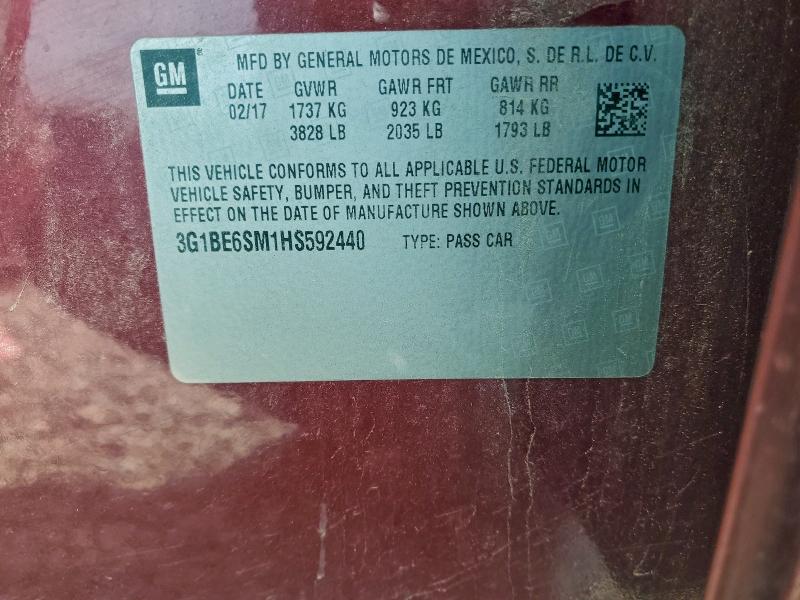 GM® MFD BY GENERAL MOTORS DE MEXICO, S. DE R.L. DE C.V.
DATE GVWR GAWR FRT GAWR RR
02/17 1737 KG 923 KG 814 KG
3828 LB 2035 LB 1793 LB
THIS VEHICLE CONFORMS TO ALL APPLICABLE U.S. FEDERAL MOTOR
VEHICLE SAFETY, BUMPER, AND THEFT PREVENTION STANDARDS IN
EFFECT ON THE DATE OF MANUFACTURE SHOWN ABOVE.
3G1BE6SM1HS592440 TYPE: PASS CAR